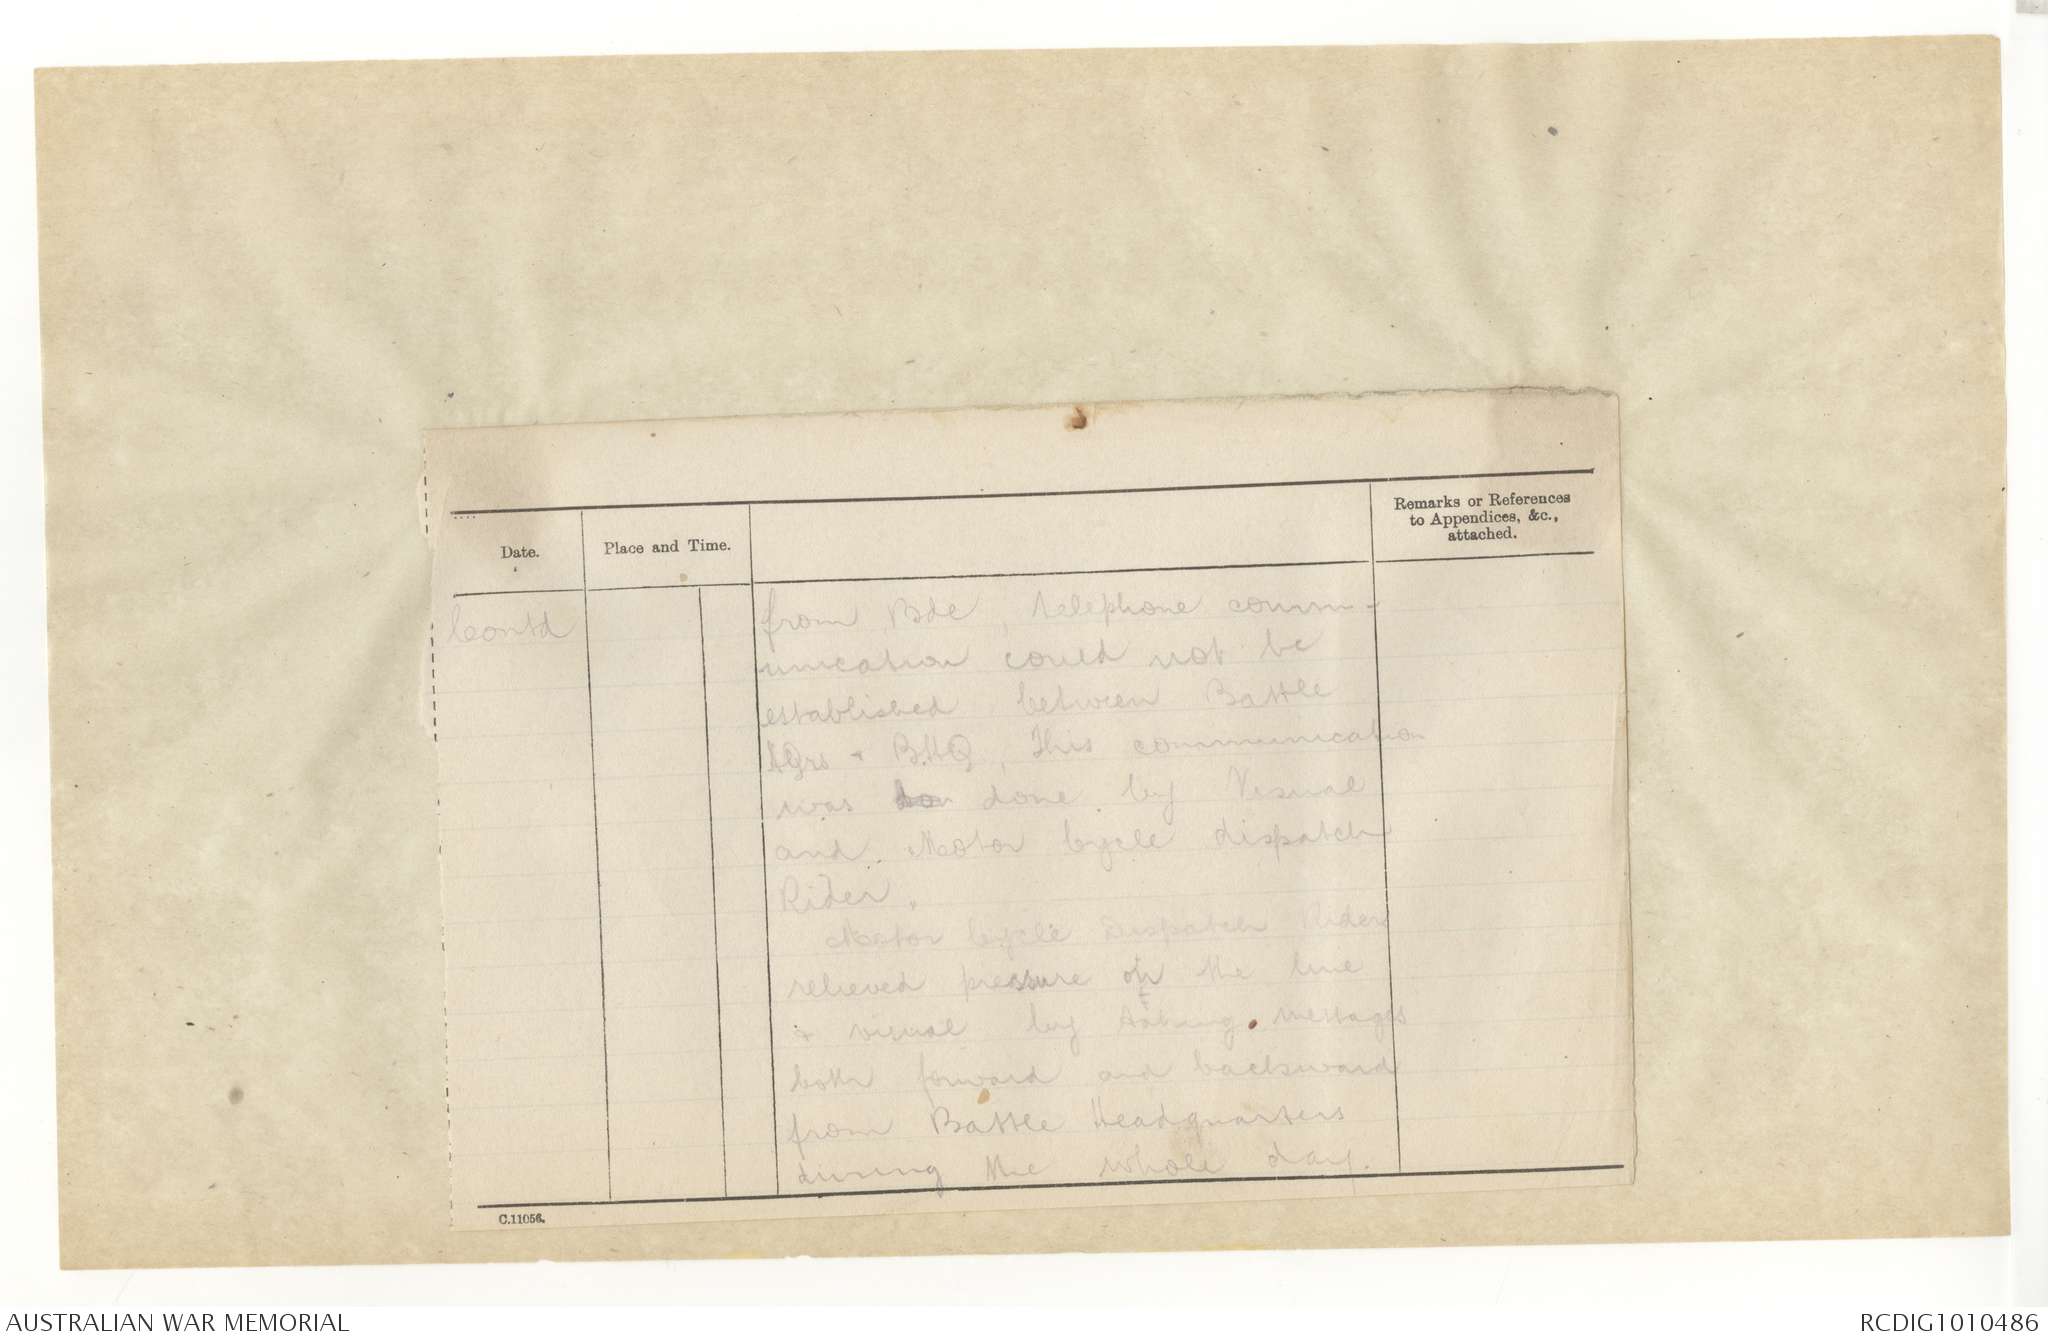 Date.
Place and Time.
Remarks or References
to Appendices, &c.,
attached.
Contd
from Bde, telephone comm-
unication could not be
established between Battle
HQrs + BHQ, This communication
was done by Visual
and Motor Cycle dispatch
Rider.
Motor Cycle Dispatch Rider
relieved pressure on the line
+ visual by taking messages
both forward and backward
from Battle Headquarters
during the whole day.
C.11056.
AUSTRALIAN WAR MEMORIAL
RCDIG1010486